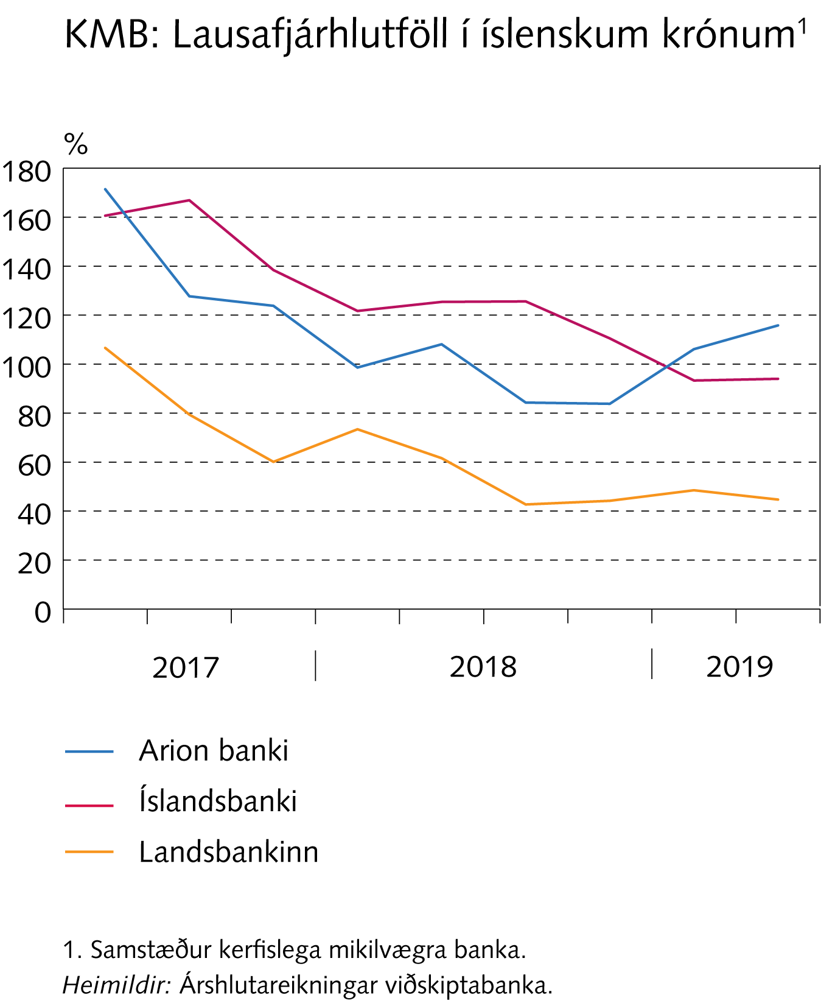 KMB: Lausafjárhlutföll í íslenskum krónum¹
%
180
160
140
120
100
80
60
40
20
0
2017 2018 2019
Arion banki
Íslandsbanki
Landsbankinn
1. Samstæður kerfislega mikilvægra banka.
Heimildir: Árshlutareikningar viðskiptabanka.